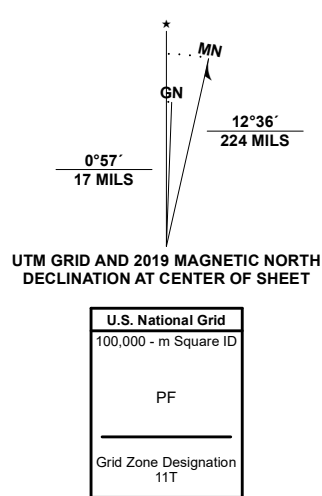 ★
MN
GN
12°36´
224 MILS
0°57´
17 MILS
UTM GRID AND 2019 MAGNETIC NORTH
DECLINATION AT CENTER OF SHEET
U.S. National Grid
100,000 - m Square ID
PF
Grid Zone Designation
11T